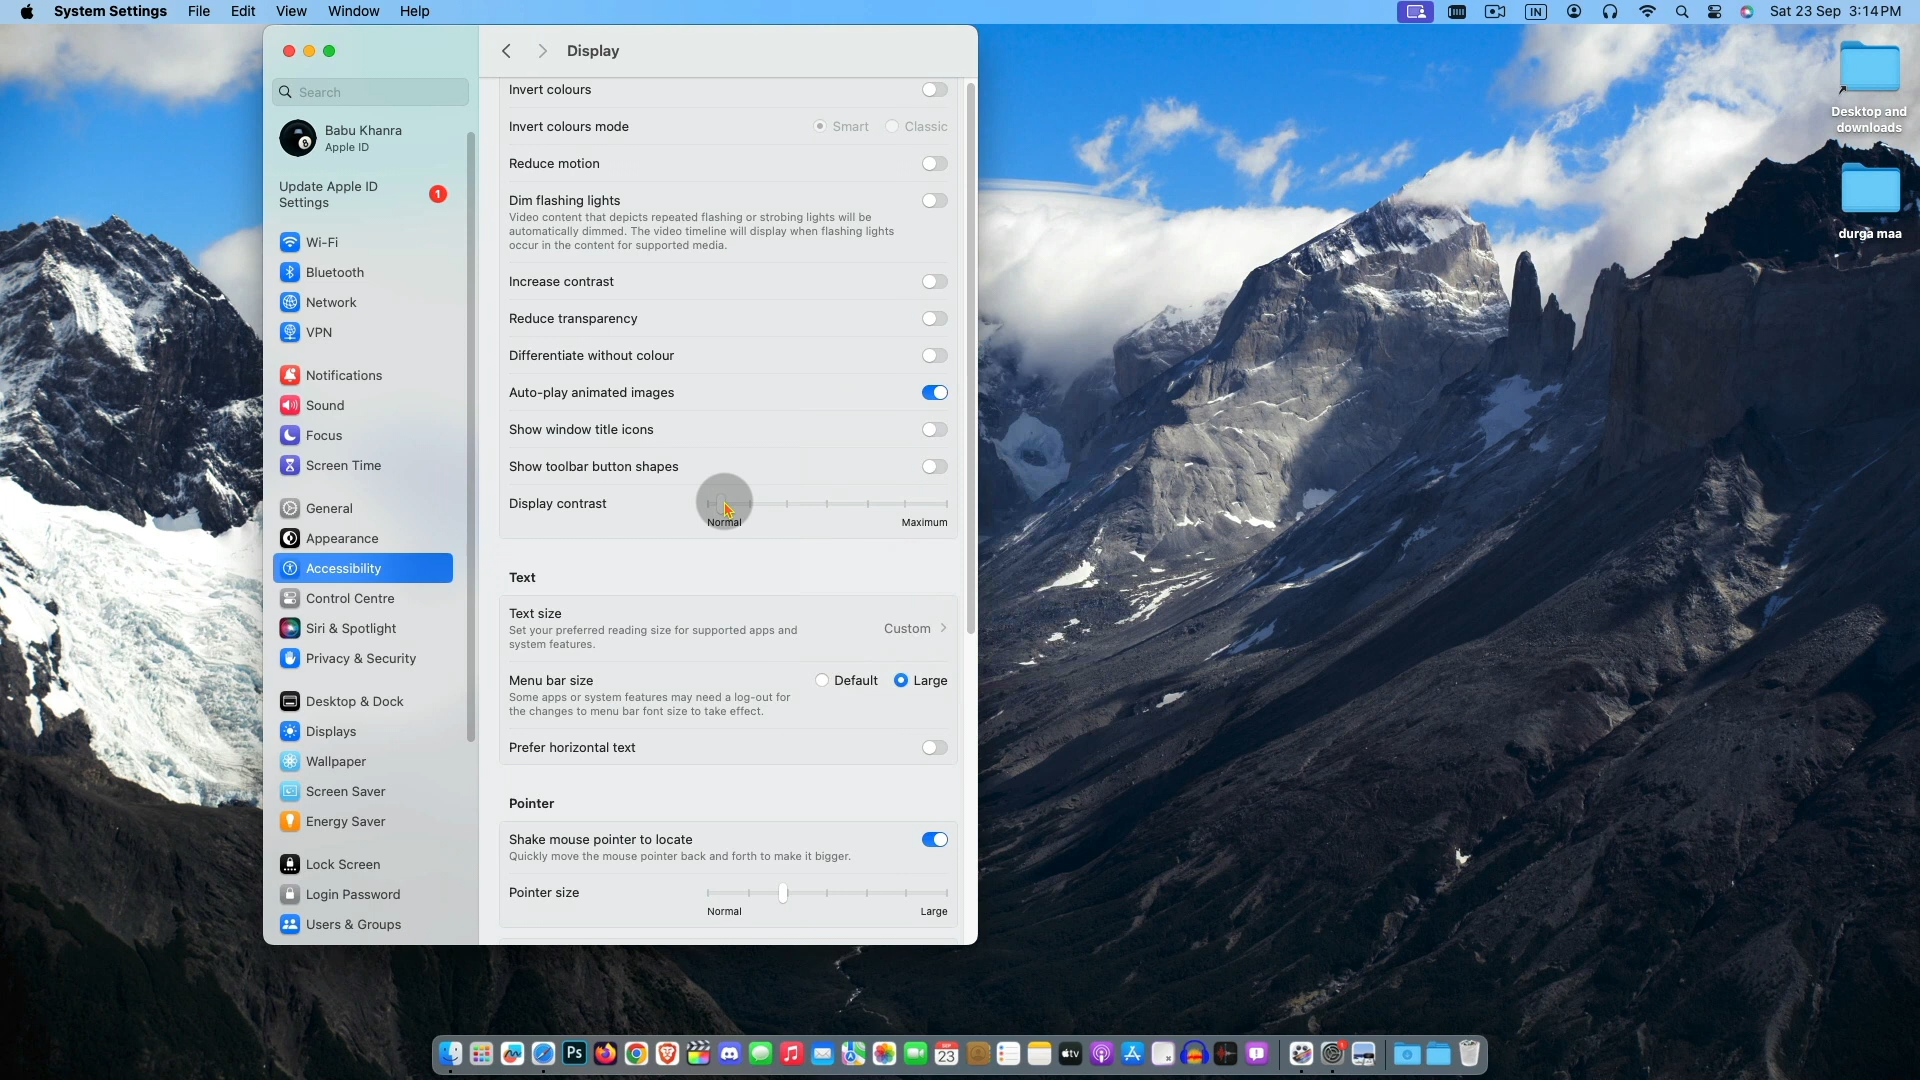 System Settings File Edit View Window Help
IN
Sat 23 Sep 3:14PM
Display
Search
Babu Khanra
Apple ID
Update Apple ID
Settings
1
Wi-Fi
Bluetooth
Network
VPN
Notifications
Sound
Focus
Screen Time
General
Appearance
Accessibility
Control Centre
Siri & Spotlight
Privacy & Security
Desktop & Dock
Displays
Wallpaper
Screen Saver
Energy Saver
Lock Screen
Login Password
Users & Groups
Invert colours
Invert colours mode Smart Classic
Reduce motion
Dim flashing lights
Video content that depicts repeated flashing or strobing lights will be
automatically dimmed. The video timeline will display when flashing lights
occur in the content for supported media.
Increase contrast
Reduce transparency
Differentiate without colour
Auto-play animated images
Show window title icons
Show toolbar button shapes
Display contrast
Normal Maximum
Text
Text size
Set your preferred reading size for supported apps and
system features.
Custom
Menu bar size Default Large
Some apps or system features may need a log-out for
the changes to menu bar font size to take effect.
Prefer horizontal text
Pointer
Shake mouse pointer to locate
Quickly move the mouse pointer back and forth to make it bigger.
Pointer size
Normal Large
Desktop and
downloads
durga maa
Ps
SEP
23
tv